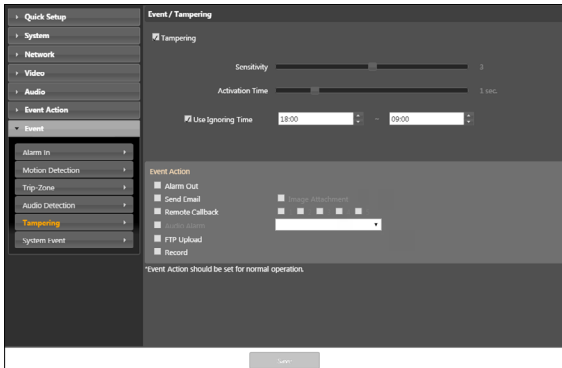 Quick Setup
System
Network
Video
Audio
Event Action
Event
Alarm In
Motion Detection
Trip-Zone
Audio Detection
Tampering
System Event
Event / Tampering
Tampering
Sensitivity 3
Activation Time 1 sec.
Use Ignoring Time 18:00 – 09:00
Event Action
Alarm Out
Send Email Image Attachment
Remote Callback
Audio Alarm
FTP Upload
Record
*Event Action should be set for normal operation.
Save